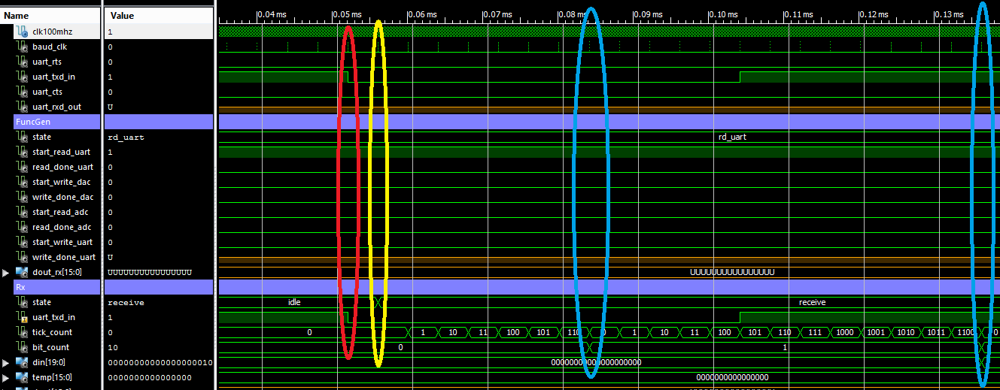 Name Value 0.04 ms 0.05 ms 0.06 ms 0.07 ms 0.08 ms 0.09 ms 0.10 ms 0.11 ms 0.12 ms 0.13 ms
clk100mhz 1
baud_clk 0
uart_rts 0
uart_txd_in 1
uart_cts 0
uart_rxd_out U
FuncGen
state rd_uart rd_uart
start_read_uart 1
read_done_uart 0
start_write_dac 0
write_done_dac 0
start_read_adc 0
read_done_adc 0
start_write_uart 0
write_done_uart U
dout_rx[15:0] UUUUUUUUUUUUUUUU UUUUUUUUUUUUUUUU
Rx
state receive idle receive
uart_txd_in 1
tick_count 0 0 1 10 11 100 101 110 0 1 10 11 100 101 110 111 1000 1001 1010 1011 1100 0
bit_count 10 0 1
din[19:0] 00000000000000000010 00000000000000000000
temp[15:0] 0000000000000000 0000000000000000